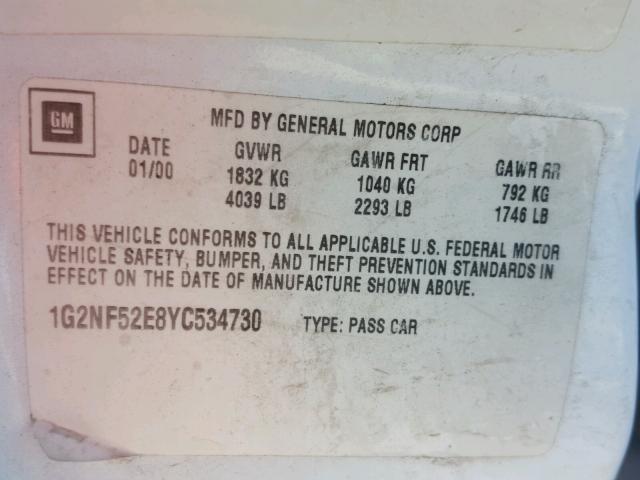 GM
MFD BY GENERAL MOTORS CORP
DATE GVWR GAWR FRT GAWR RR
01/00 1832 KG 1040 KG 792 KG
4039 LB 2293 LB 1746 LB
THIS VEHICLE CONFORMS TO ALL APPLICABLE U.S. FEDERAL MOTOR
VEHICLE SAFETY, BUMPER, AND THEFT PREVENTION STANDARDS IN
EFFECT ON THE DATE OF MANUFACTURE SHOWN ABOVE.
1G2NF52E8YC534730 TYPE: PASS CAR